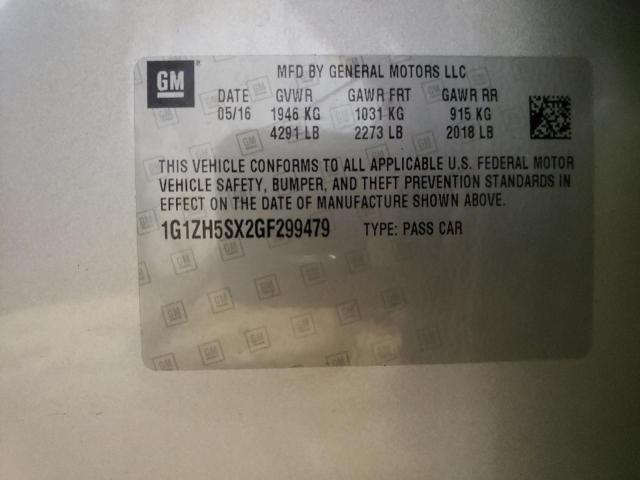 GM
MFD BY GENERAL MOTORS LLC
DATE GVWR GAWR FRT GAWR RR
05/16 1946 KG 1031 KG 915 KG
4291 LB 2273 LB 2018 LB
THIS VEHICLE CONFORMS TO ALL APPLICABLE U.S. FEDERAL MOTOR
VEHICLE SAFETY, BUMPER, AND THEFT PREVENTION STANDARDS IN
EFFECT ON THE DATE OF MANUFACTURE SHOWN ABOVE.
1G1ZH5SX2GF299479 TYPE: PASS CAR